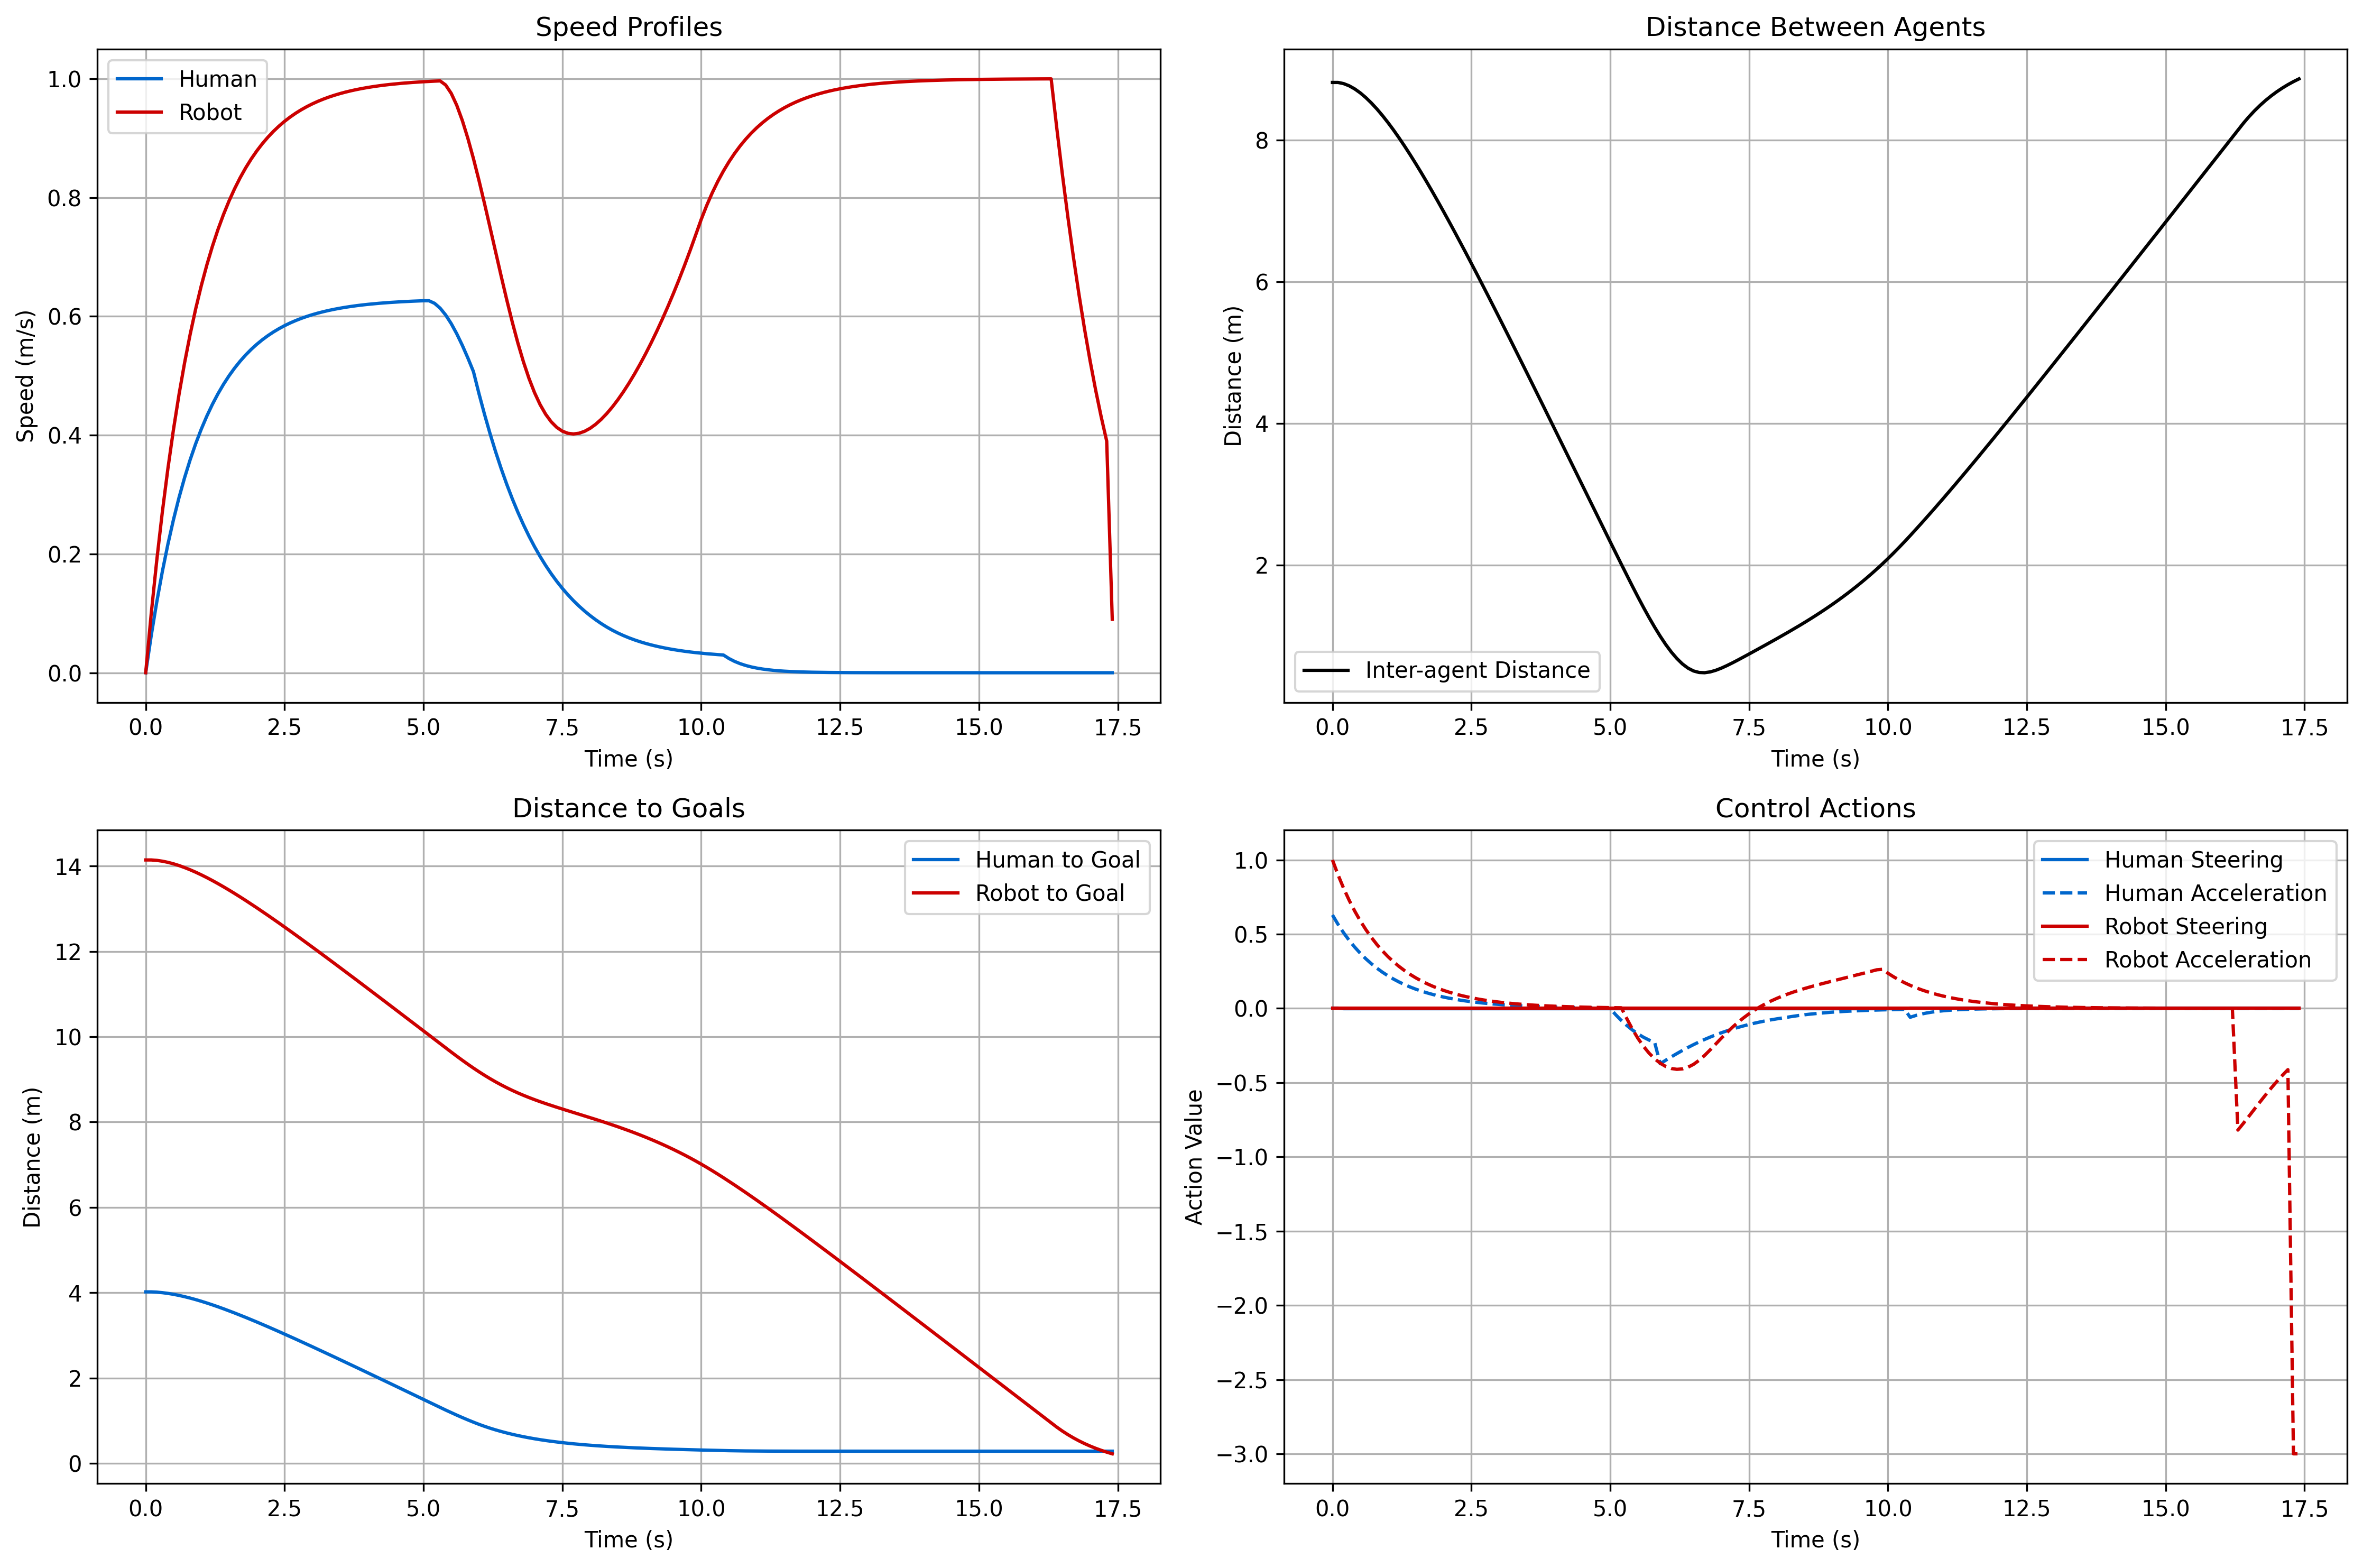 Speed Profiles
Human
Robot
1.0
0.8
0.6
0.4
0.2
0.0
Speed (m/s)
0.0 2.5 5.0 7.5 10.0 12.5 15.0 17.5
Time (s)
Distance Between Agents
8
6
4
2
Distance (m)
Inter-agent Distance
0.0 2.5 5.0 7.5 10.0 12.5 15.0 17.5
Time (s)
Distance to Goals
Human to Goal
Robot to Goal
14
12
10
8
6
4
2
0
Distance (m)
0.0 2.5 5.0 7.5 10.0 12.5 15.0 17.5
Time (s)
Control Actions
Human Steering
Human Acceleration
Robot Steering
Robot Acceleration
1.0
0.5
0.0
−0.5
−1.0
−1.5
−2.0
−2.5
−3.0
Action Value
0.0 2.5 5.0 7.5 10.0 12.5 15.0 17.5
Time (s)